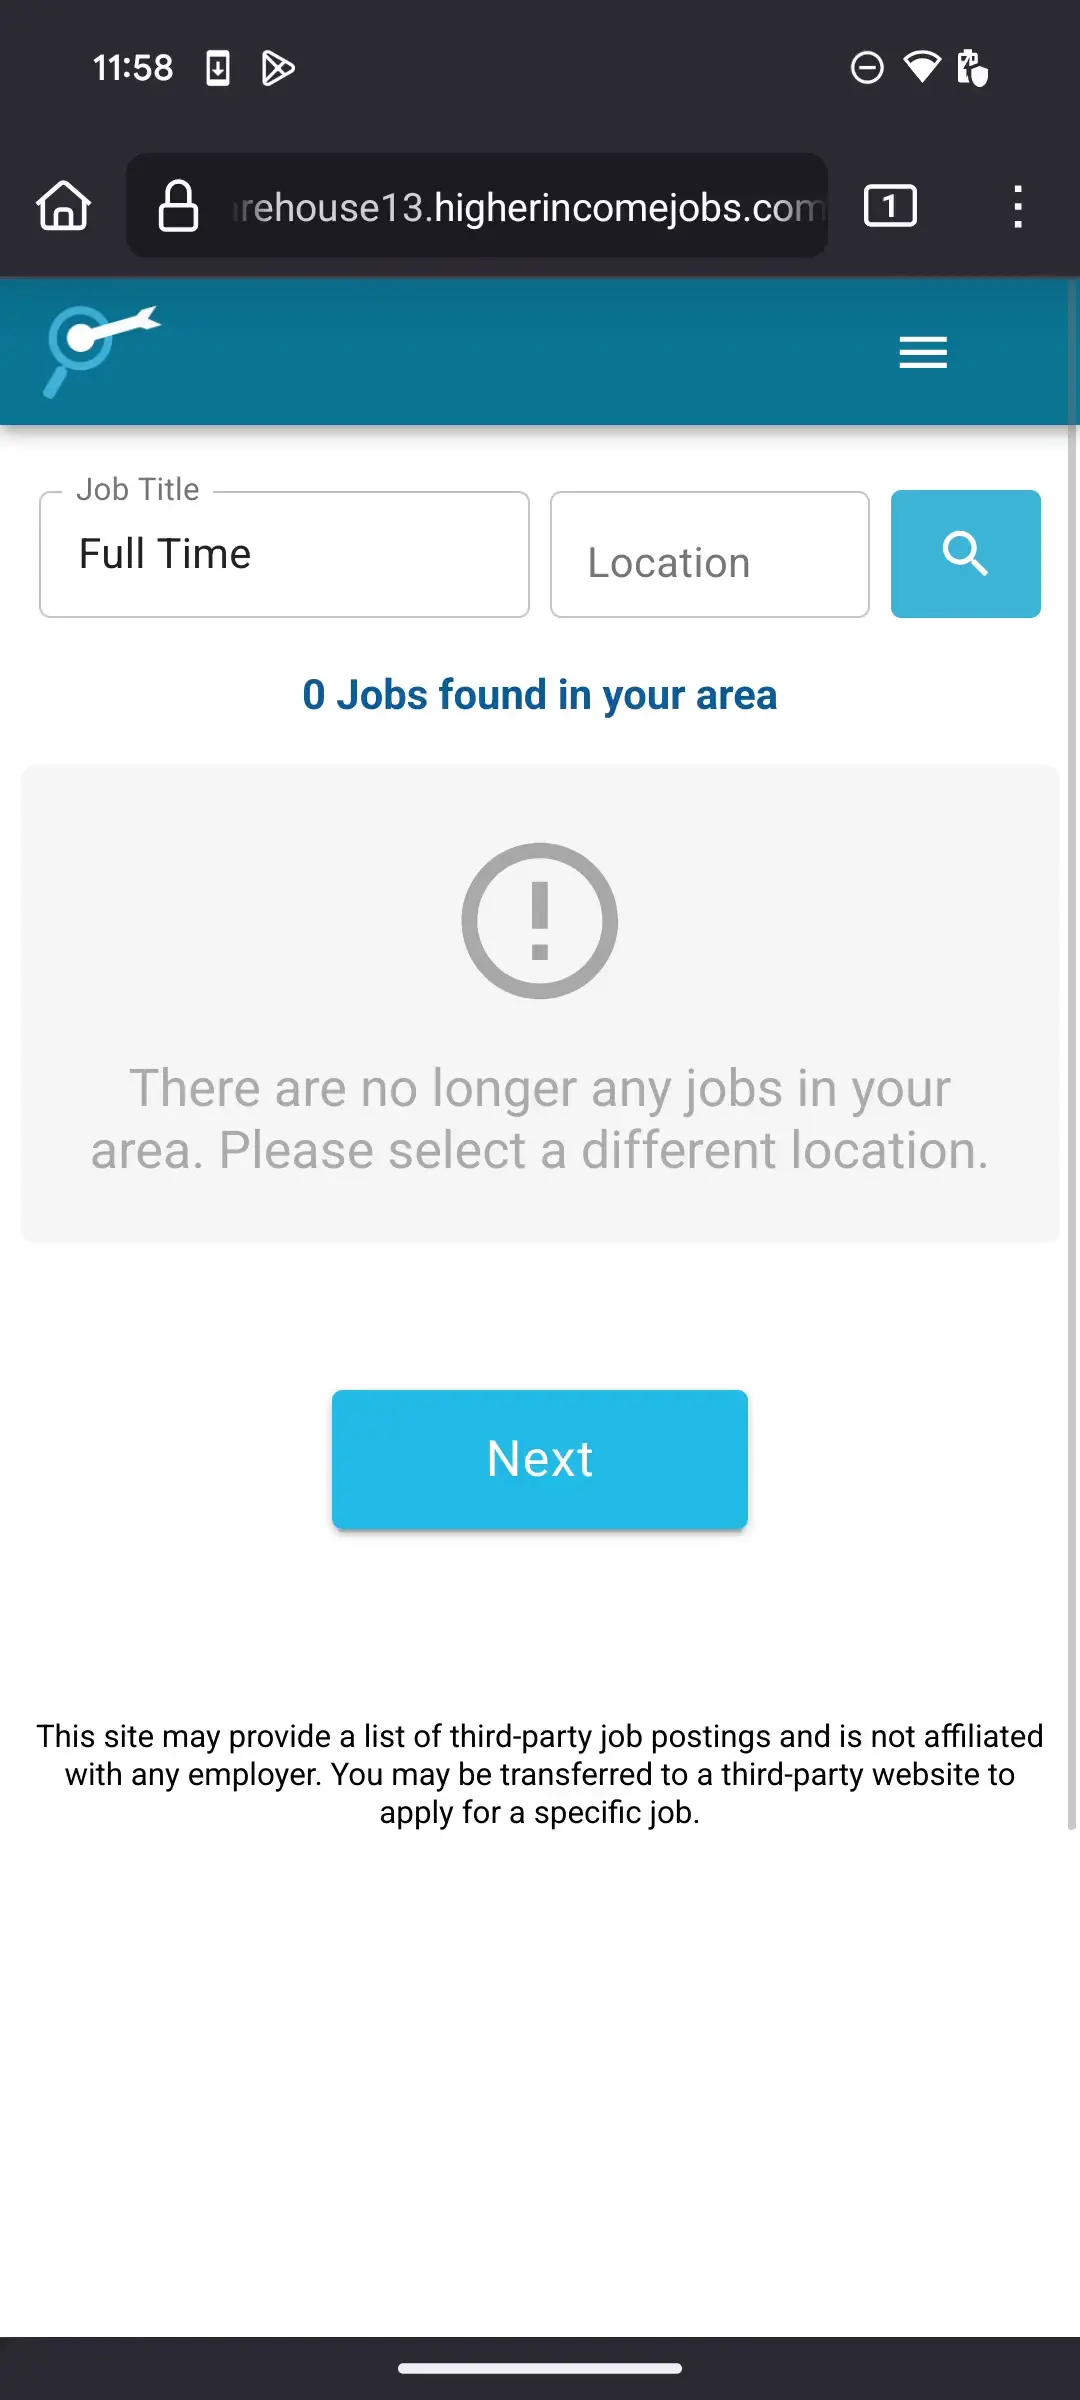 11:58
rehouse13.higherincomejobs.com
1
Job Title
Full Time
Location
0 Jobs found in your area
There are no longer any jobs in your
area. Please select a different location.
Next
This site may provide a list of third-party job postings and is not affiliated
with any employer. You may be transferred to a third-party website to
apply for a specific job.